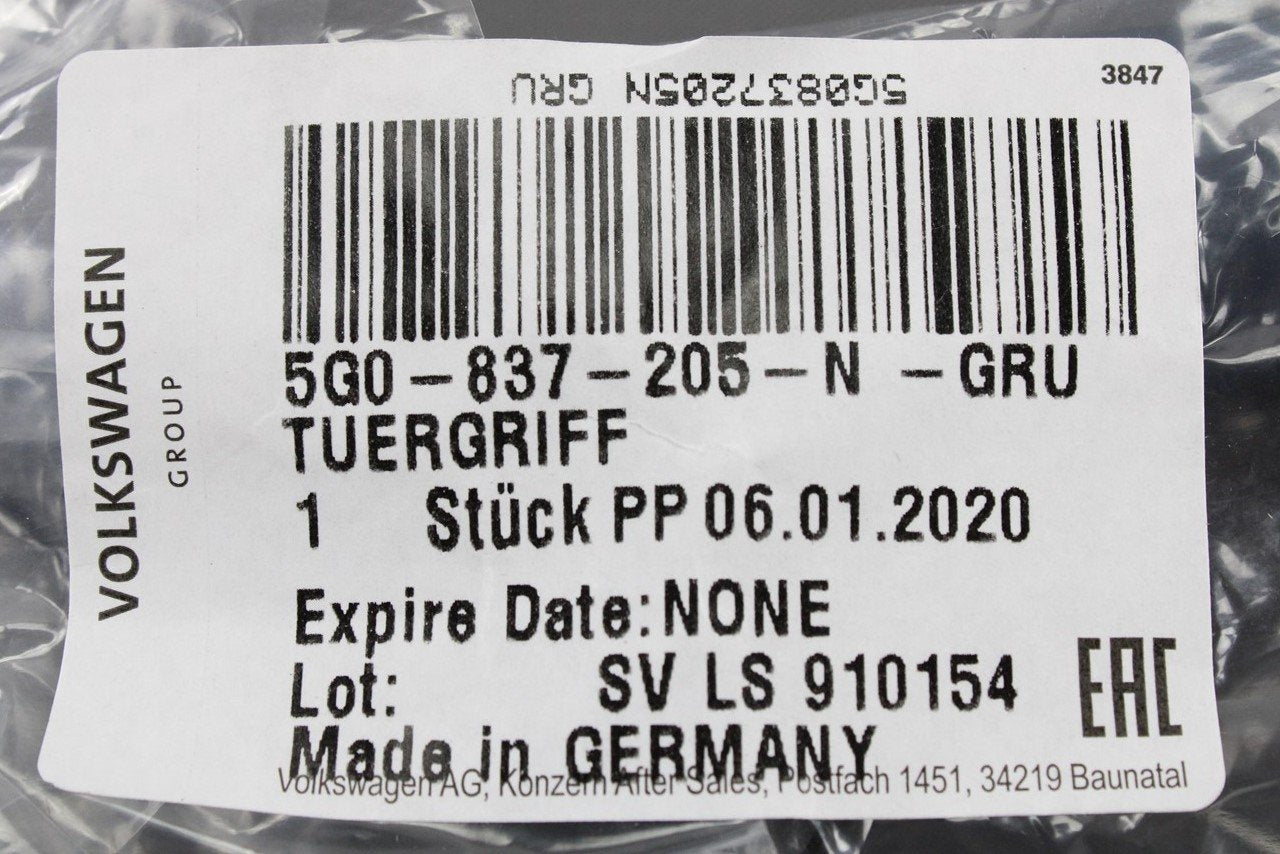 3847
5G0837205N GRU
VOLKSWAGEN
GROUP
5G0-837-205-N -GRU
TUERGRIFF
1 Stück PP 06.01.2020
Expire Date:NONE
Lot: SV LS 910154
EAC
Made in GERMANY
Volkswagen AG, Konzern After Sales, Postfach 1451, 34219 Baunatal